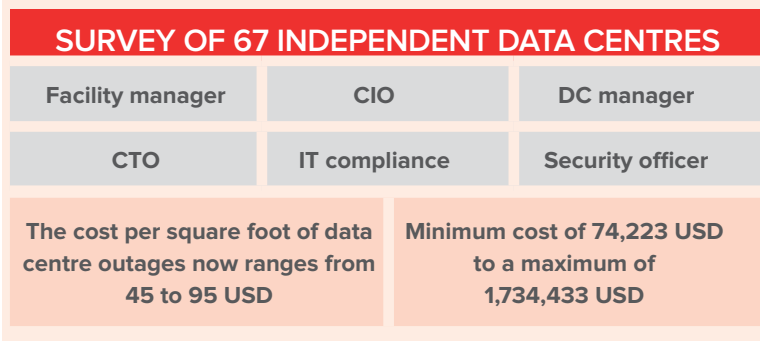 SURVEY OF 67 INDEPENDENT DATA CENTRES
Facility manager
CIO
DC manager
CTO
IT compliance
Security officer
The cost per square foot of data
centre outages now ranges from
45 to 95 USD
Minimum cost of 74,223 USD
to a maximum of
1,734,433 USD